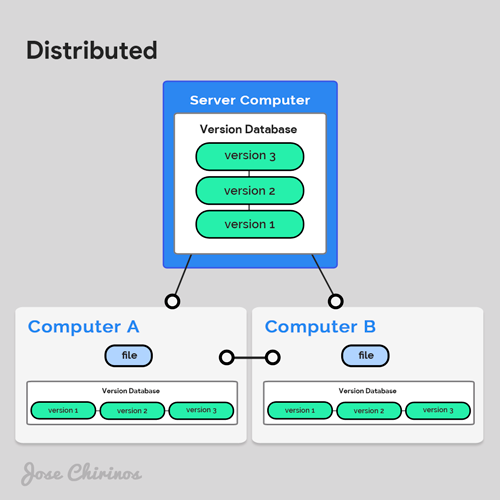 Distributed
Server Computer
Version Database
version 3
version 2
version 1
Computer A
file
Version Database
version 1 version 2 version 3
Computer B
file
Version Database
version 1 version 2 version 3
Jose Chirinos